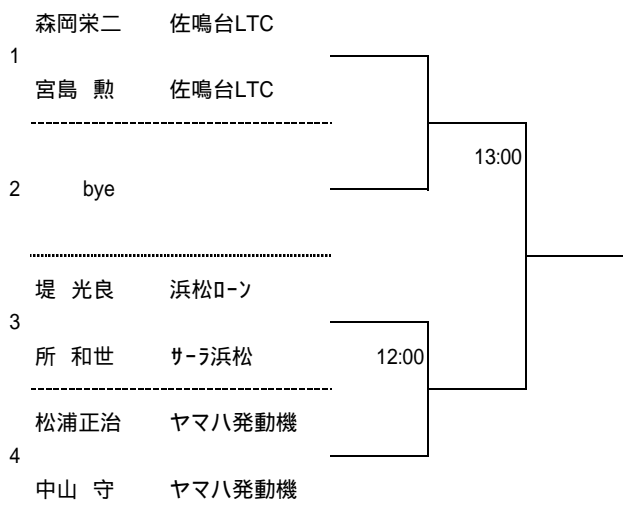 森岡栄二 佐鳴台LTC
1
宮島 勲 佐鳴台LTC
13:00
2 bye
堤 光良 浜松ﾛｰﾝ
3
所 和世 ｻｰﾗ浜松 12:00
松浦正治 ヤマハ発動機
4
中山 守 ヤマハ発動機